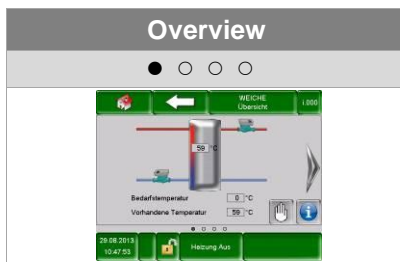 Overview
WEICHE
Übersicht
i.000
59 °C
Bedarfstemperatur 0 °C
Vorhandene Temperatur 59 °C
29.08.2013
10:47:53
Heizung Aus